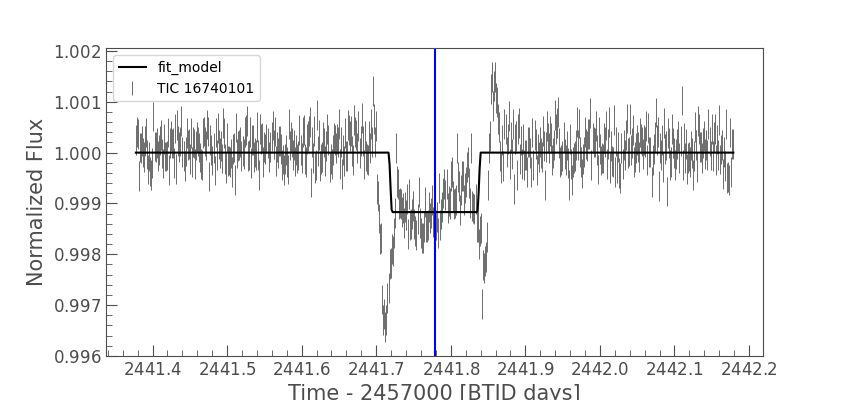 1.002
1.001
1.000
0.999
0.998
0.997
0.996
Normalized Flux
fit_model
TIC 16740101
2441.4 2441.5 2441.6 2441.7 2441.8 2441.9 2442.0 2442.1 2442.2
Time - 2457000 [BTJD days]